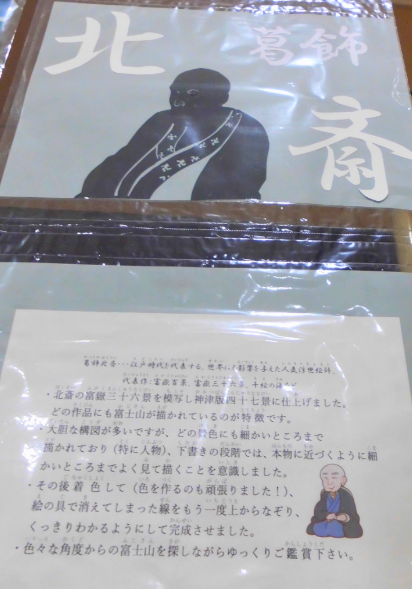 北
葛飾
斎
葛飾北斎…江戸時代を代表する、世界にも影響を与えた人気浮世絵師。
代表作：富嶽百景、富嶽三十六景、千絵の海など
・北斎の富嶽三十六景を模写し神津版四十七景に仕上げました。
どの作品にも富士山が描かれているのが特徴です。
・大胆な構図が多いですが、どの景色にも細かいところまで
描かれており（特に人物）、下書きの段階では、本物に近づくように細
かいところまでよく見て描くことを意識しました。
・その後着色して（色を作るのも頑張りました！）、
絵の具で消えてしまった線をもう一度上からなぞり、
くっきりわかるようにして完成させました。
・色々な角度からの富士山を探しながらゆっくりご鑑賞下さい。